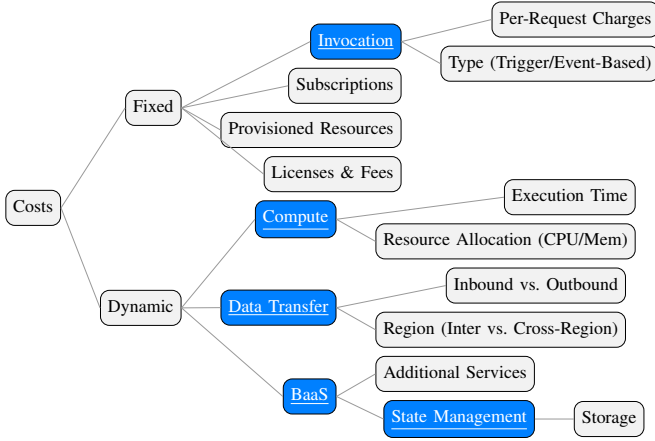 Per-Request Charges
Invocation
Type (Trigger/Event-Based)
Subscriptions
Fixed
Provisioned Resources
Licenses & Fees
Costs
Execution Time
Compute
Resource Allocation (CPU/Mem)
Inbound vs. Outbound
Dynamic
Data Transfer
Region (Inter vs. Cross-Region)
Additional Services
BaaS
State Management
Storage